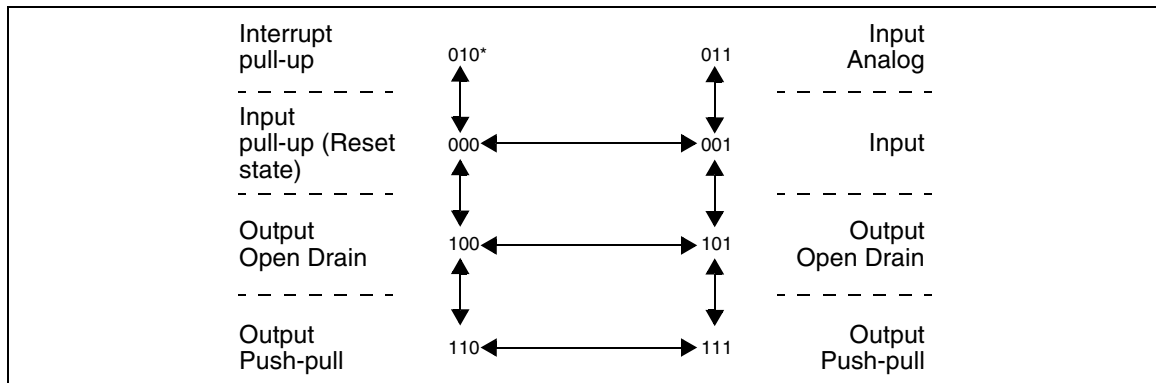 Interrupt
pull-up
010*
011
Input
Analog
Input
pull-up (Reset
state)
000
001
Input
Output
Open Drain
100
101
Output
Open Drain
Output
Push-pull
110
111
Output
Push-pull